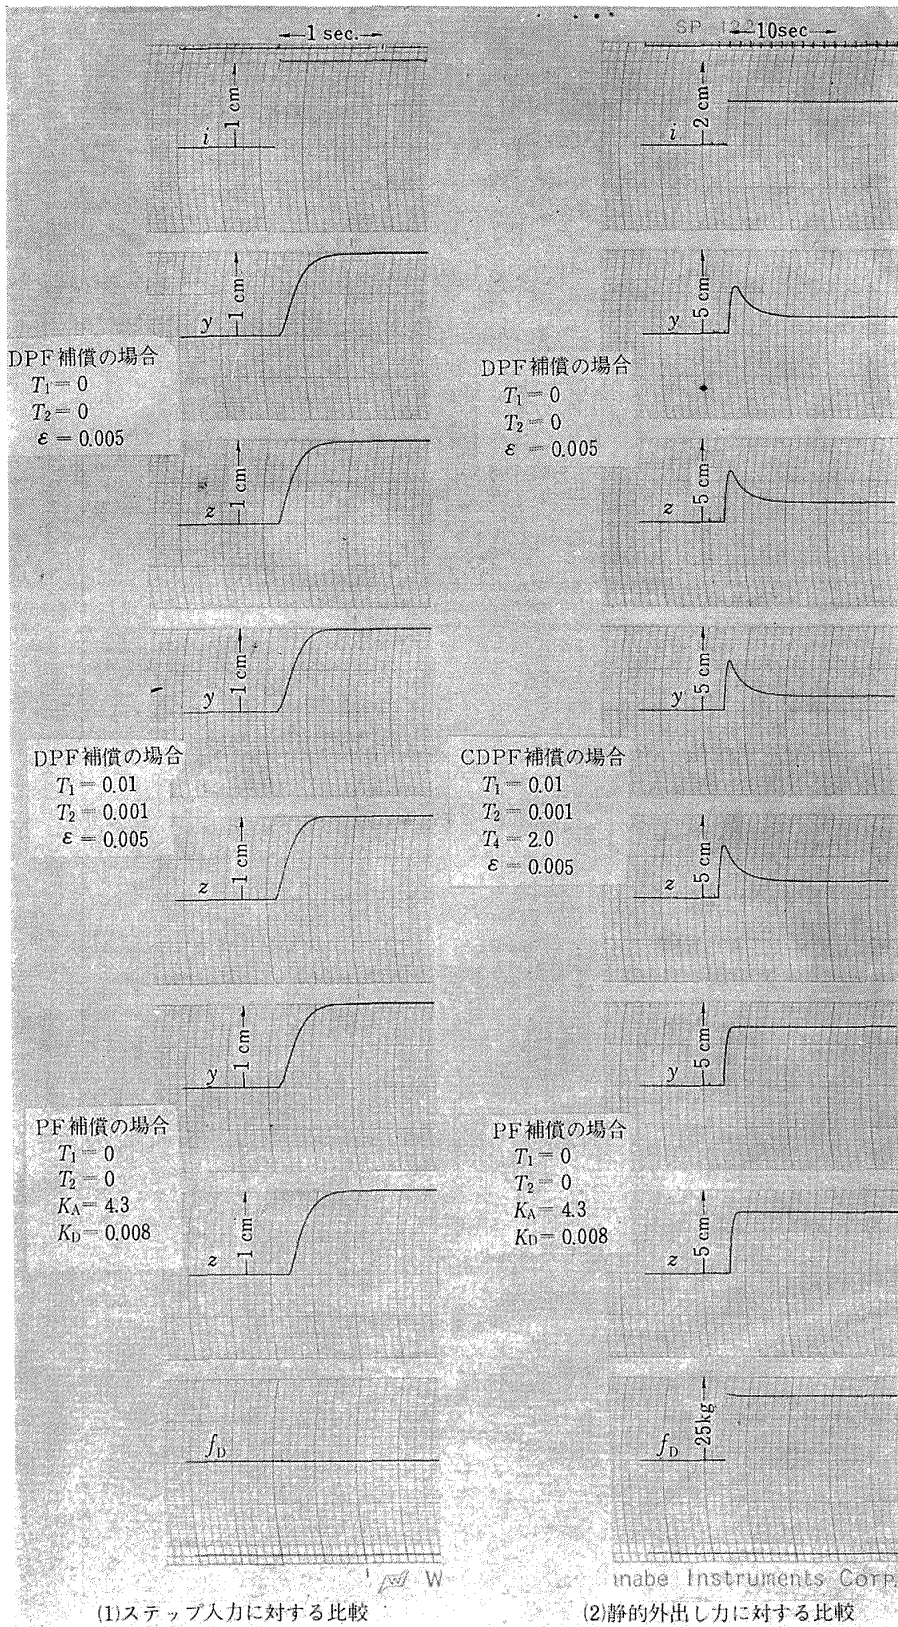 1 sec.
1 cm
i
1 cm
y
DPF補償の場合
T₁=0
T₂=0
ε=0.005
1 cm
z
1 cm
y
DPF補償の場合
T₁=0.01
T₂=0.001
ε=0.005
1 cm
z
1 cm
y
PF補償の場合
T₁=0
T₂=0
K_A=4.3
K_D=0.008
1 cm
z
f_D
W
(1)ステップ入力に対する比較
SP
10sec
2 cm
i
5 cm
y
DPF補償の場合
T₁=0
T₂=0
ε=0.005
5 cm
z
5 cm
y
CDPF補償の場合
T₁=0.01
T₂=0.001
T₄=2.0
ε=0.005
5 cm
z
5 cm
y
PF補償の場合
T₁=0
T₂=0
K_A=4.3
K_D=0.008
5 cm
z
25kg
f_D
nabe Instruments Corp.
(2)静的外出し力に対する比較